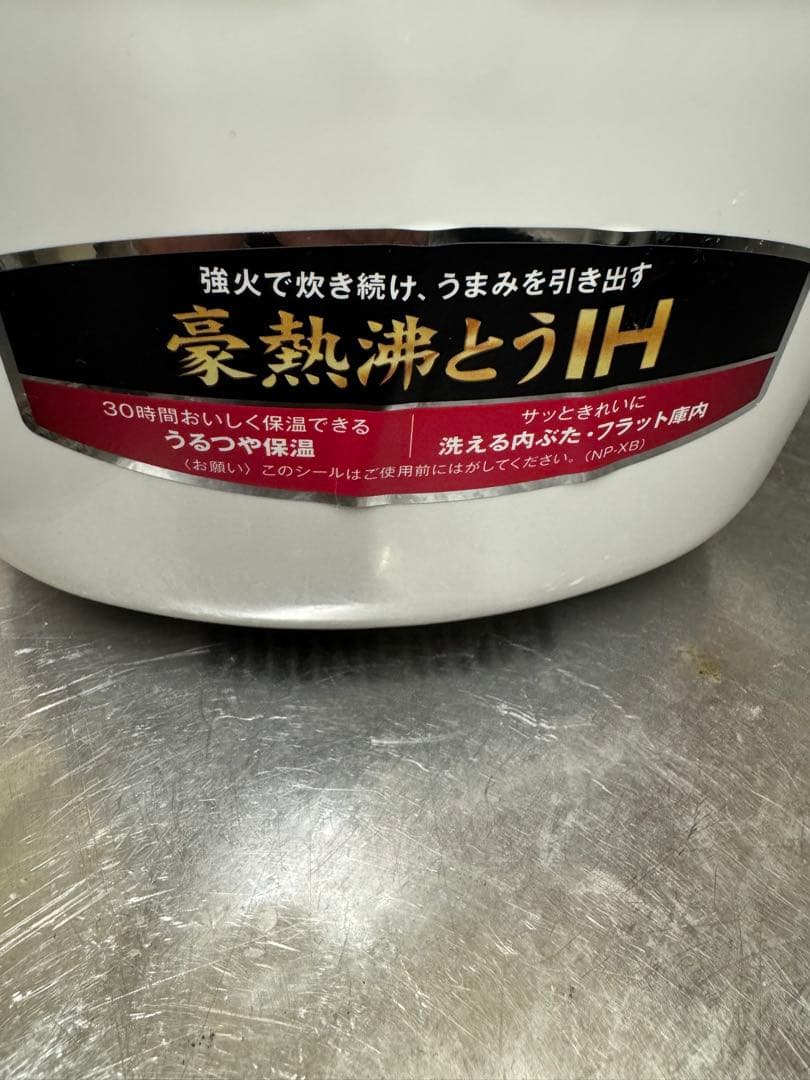 強火で炊き続け、うまみを引き出す
豪熱沸とうIH
30時間おいしく保温できる
うるつや保温
サッときれいに
洗える内ぶた・フラット庫内
〈お願い〉このシールはご使用前にはがしてください。(NP-XB)